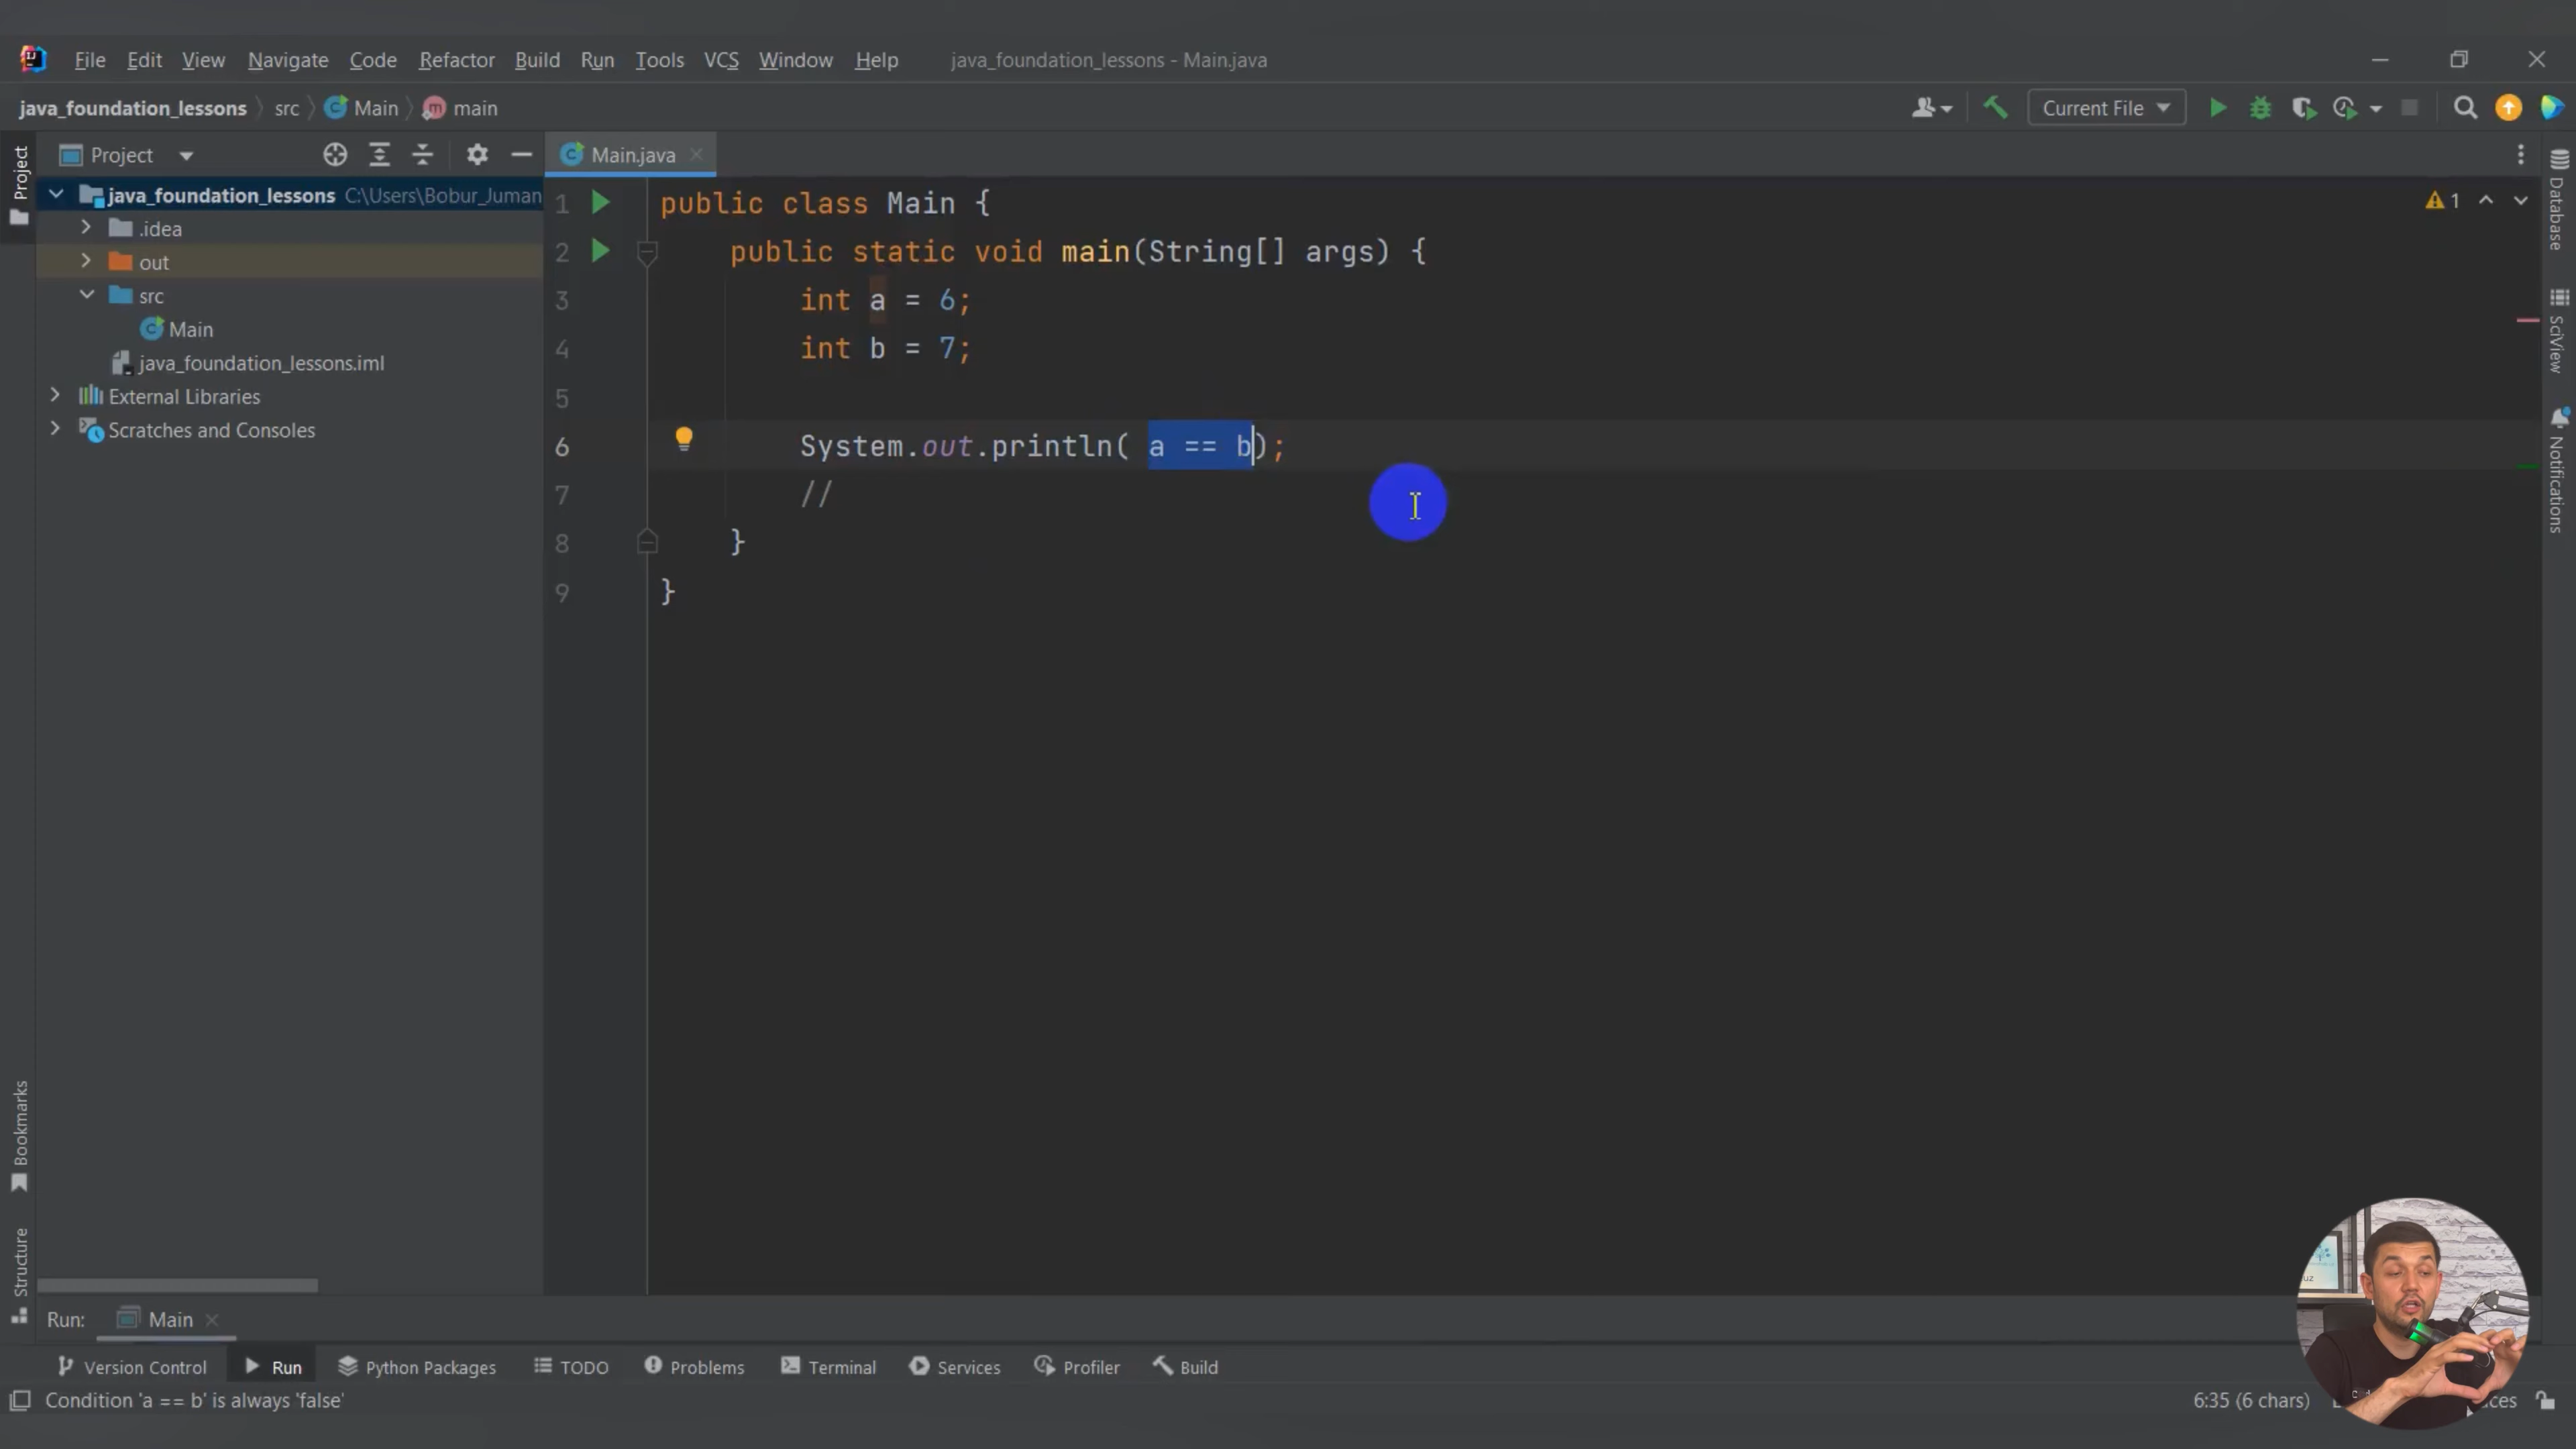 File Edit View Navigate Code Refactor Build Run Tools VCS Window Help java_foundation_lessons - Main.java
java_foundation_lessons src Main main
Current File
Project
Project
Main.java
java_foundation_lessons C:\Users\Bobur_Juman
.idea
out
src
Main
java_foundation_lessons.iml
External Libraries
Scratches and Consoles
1 public class Main {
2 public static void main(String[] args) {
3 int a = 6;
4 int b = 7;
5
6 System.out.println( a == b);
7 //
8 }
9 }
1
Database
SciView
Notifications
Bookmarks
Structure
Run: Main
Version Control Run Python Packages TODO Problems Terminal Services Profiler Build
Condition 'a == b' is always 'false'
6:35 (6 chars)